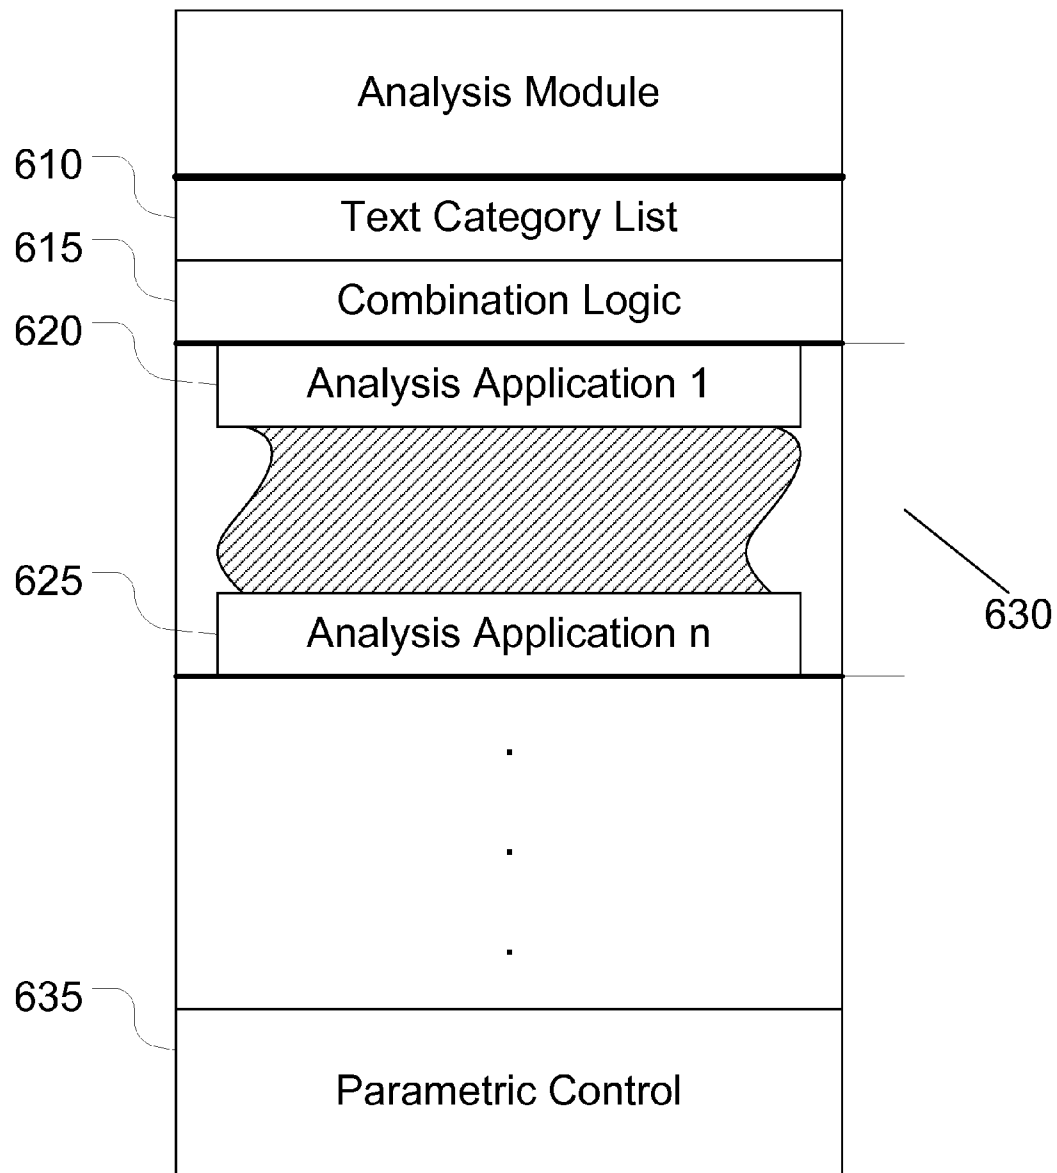 Analysis Module
610
Text Category List
615
Combination Logic
620
Analysis Application 1
625
Analysis Application n
630
.
.
.
635
Parametric Control